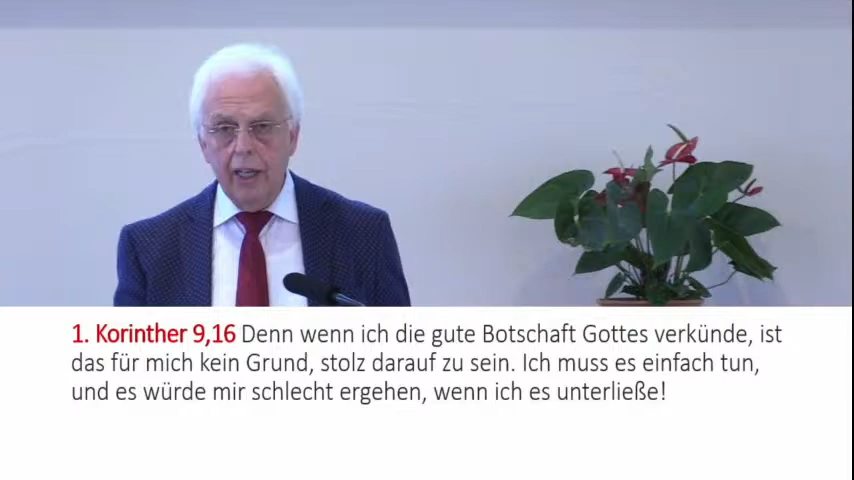 1. Korinther 9,16 Denn wenn ich die gute Botschaft Gottes verkünde, ist
das für mich kein Grund, stolz darauf zu sein. Ich muss es einfach tun,
und es würde mir schlecht ergehen, wenn ich es unterließe!